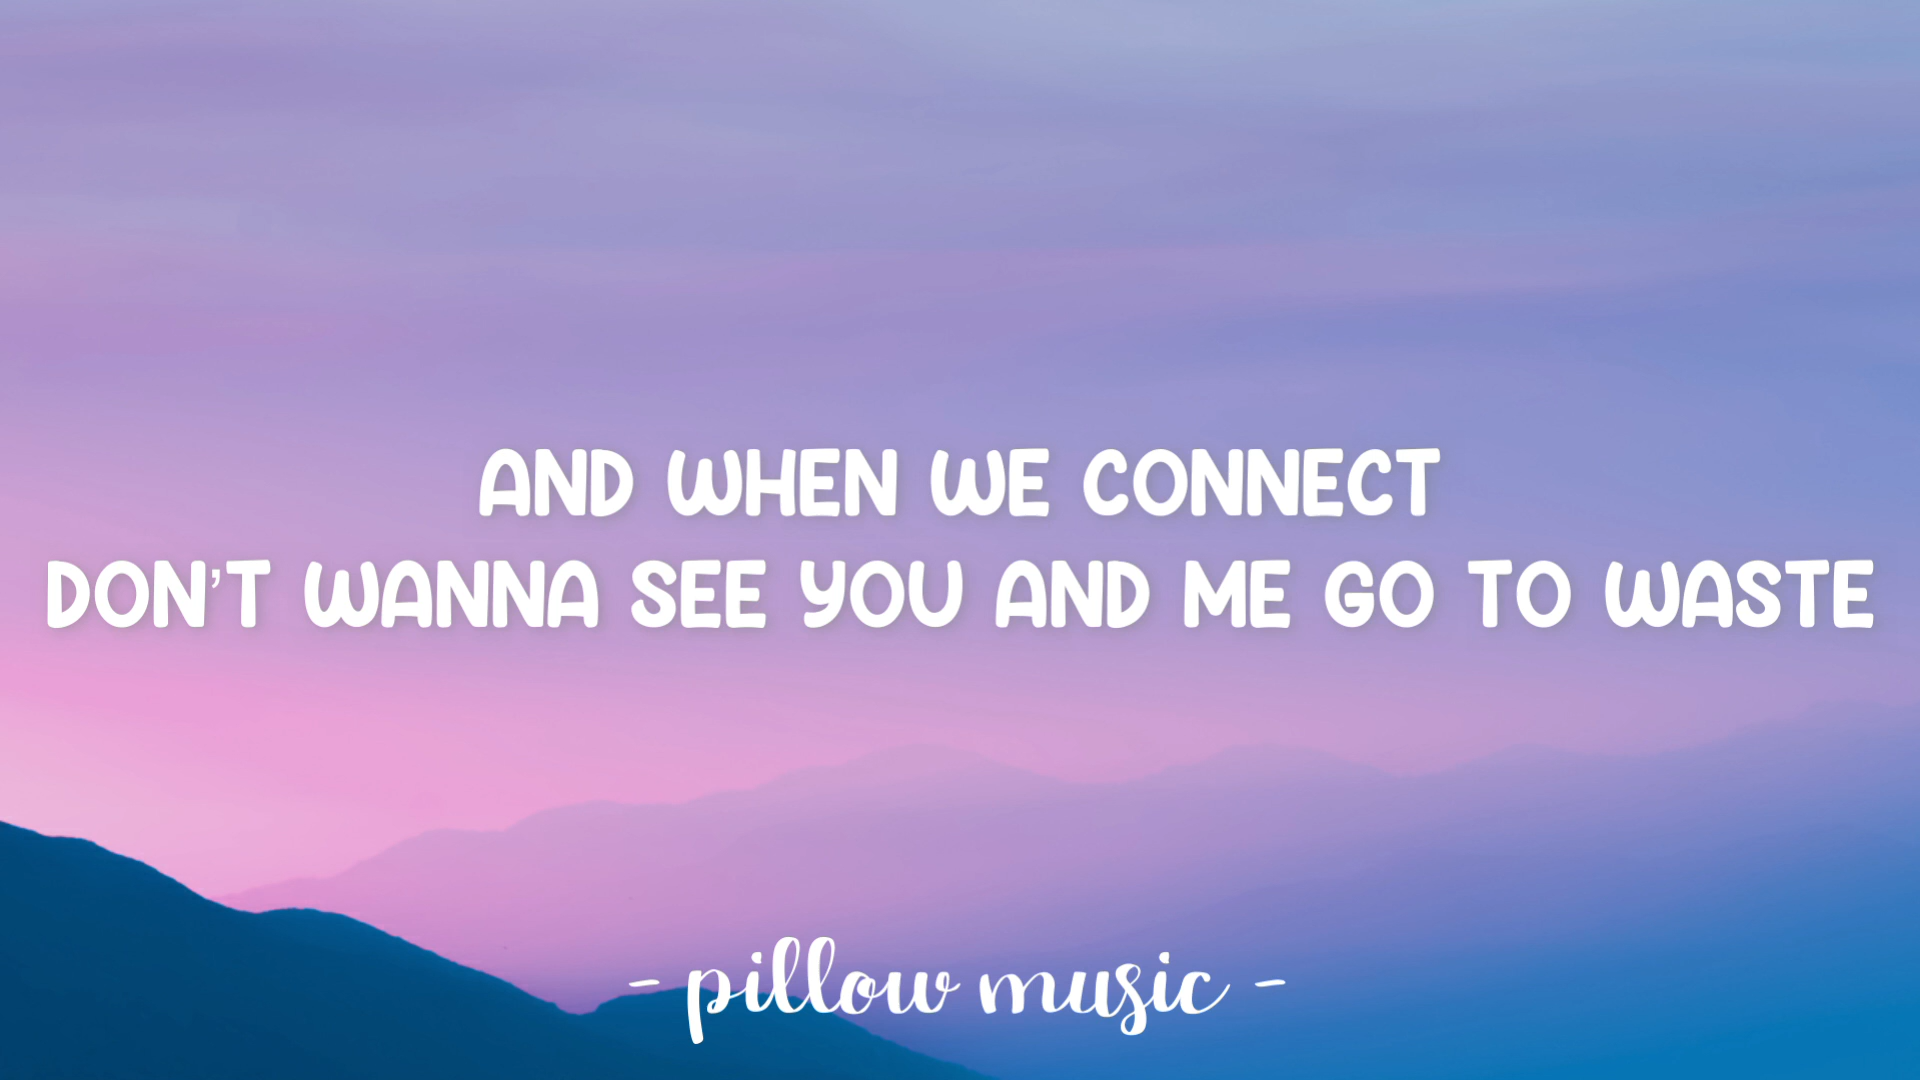 AND WHEN WE CONNECT
DON'T WANNA SEE YOU AND ME GO TO WASTE
- pillow music -